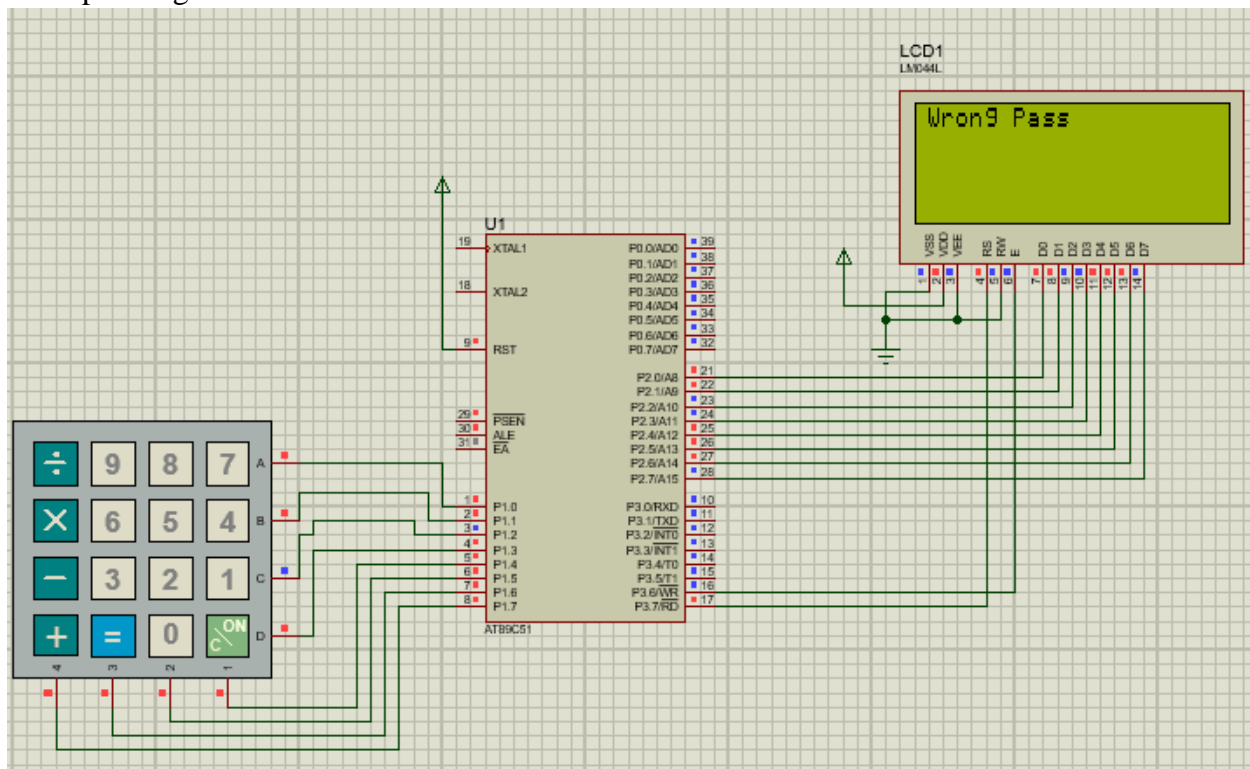 LCD1
LM044L
Wrong Pass
VSS VDD VEE RS RW E D0 D1 D2 D3 D4 D5 D6 D7
1 2 3 4 5 6 7 8 9 10 11 12 13 14
U1
19 XTAL1 P0.0/AD0 39
P0.1/AD1 38
P0.2/AD2 37
18 XTAL2 P0.3/AD3 36
P0.4/AD4 35
P0.5/AD5 34
P0.6/AD6 33
9 RST P0.7/AD7 32
P2.0/A8 21
P2.1/A9 22
P2.2/A10 23
29 PSEN P2.3/A11 24
30 ALE P2.4/A12 25
31 EA P2.5/A13 26
P2.6/A14 27
P2.7/A15 28
1 P1.0 P3.0/RXD 10
2 P1.1 P3.1/TXD 11
3 P1.2 P3.2/INT0 12
4 P1.3 P3.3/INT1 13
5 P1.4 P3.4/T0 14
6 P1.5 P3.5/T1 15
7 P1.6 P3.6/WR 16
8 P1.7 P3.7/RD 17
AT89C51
÷ 9 8 7 A
× 6 5 4 B
− 3 2 1 C
+ = 0 ON/C D
4 3 2 1